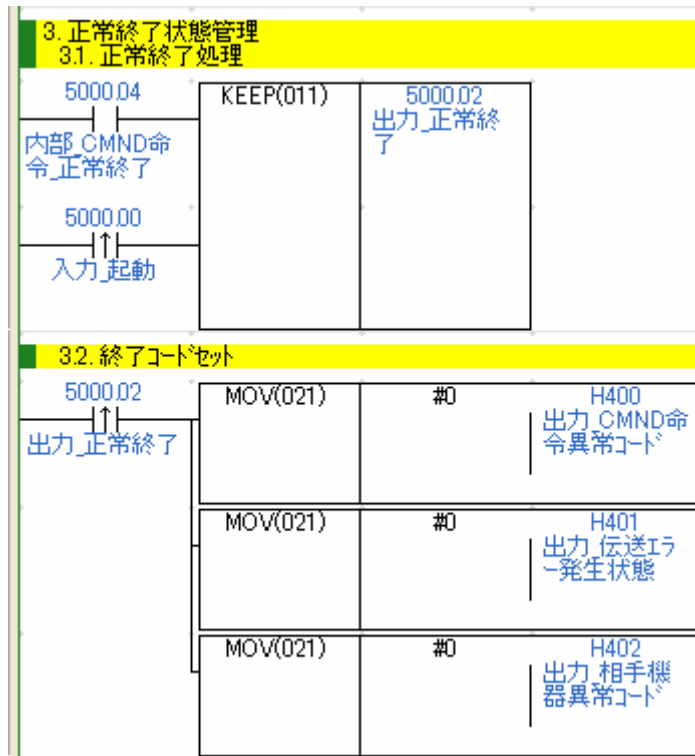 3. 正常終了状態管理
3.1. 正常終了処理
5000.04
KEEP(011)
5000.02
内部_CMND命
令_正常終了
出力_正常終
了
5000.00
入力_起動
3.2. 終了ｺｰﾄﾞｾｯﾄ
5000.02
MOV(021)
#0
H400
出力_正常終了
出力_CMND命
令異常ｺｰﾄﾞ
MOV(021)
#0
H401
出力_伝送ｴﾗ
ｰ発生状態
MOV(021)
#0
H402
出力_相手機
器異常ｺｰﾄﾞ